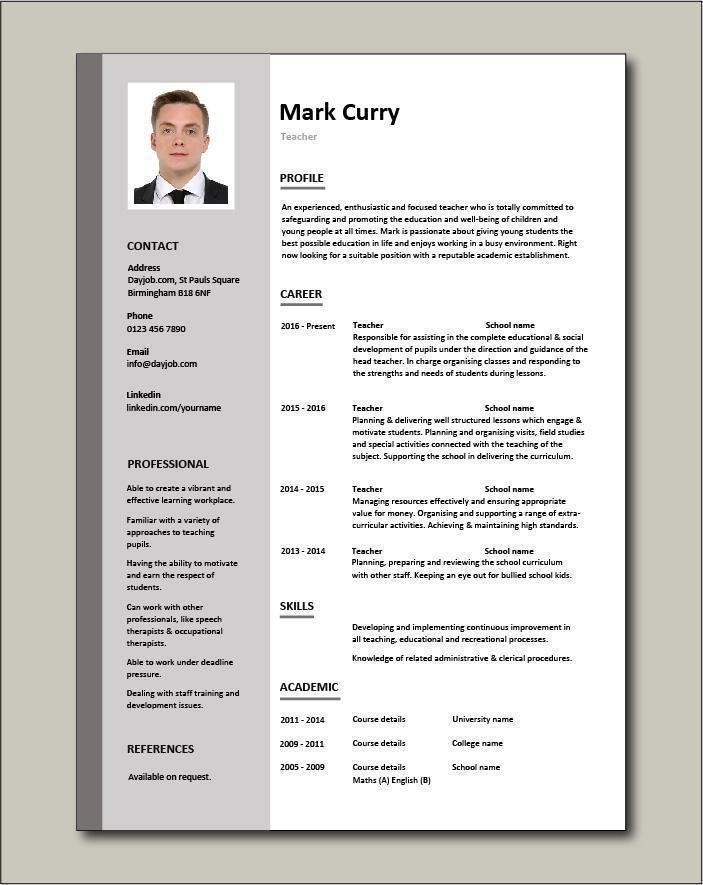 Mark Curry
Teacher
CONTACT
Address
Dayjob.com, St Pauls Square
Birmingham B18 6NF
Phone
0123 456 7890
Email
info@dayjob.com
Linkedin
linkedin.com/yourname
PROFESSIONAL
Able to create a vibrant and
effective learning workplace.
Familiar with a variety of
approaches to teaching
pupils.
Having the ability to motivate
and earn the respect of
students.
Can work with other
professionals, like speech
therapists & occupational
therapists.
Able to work under deadline
pressure.
Dealing with staff training and
development issues.
REFERENCES
Available on request.
PROFILE
An experienced, enthusiastic and focused teacher who is totally committed to
safeguarding and promoting the education and well-being of children and
young people at all times. Mark is passionate about giving young students the
best possible education in life and enjoys working in a busy environment. Right
now looking for a suitable position with a reputable academic establishment.
CAREER
2016 - Present Teacher School name
Responsible for assisting in the complete educational & social
development of pupils under the direction and guidance of the
head teacher. In charge organising classes and responding to
the strengths and needs of students during lessons.
2015 - 2016 Teacher School name
Planning & delivering well structured lessons which engage &
motivate students. Planning and organising visits, field studies
and special activities connected with the teaching of the
subject. Supporting the school in delivering the curriculum.
2014 - 2015 Teacher School name
Managing resources effectively and ensuring appropriate
value for money. Organising and supporting a range of extra-
curricular activities. Achieving & maintaining high standards.
2013 - 2014 Teacher School name
Planning, preparing and reviewing the school curriculum
with other staff. Keeping an eye out for bullied school kids.
SKILLS
Developing and implementing continuous improvement in
all teaching, educational and recreational processes.
Knowledge of related administrative & clerical procedures.
ACADEMIC
2011 - 2014 Course details University name
2009 - 2011 Course details College name
2005 - 2009 Course details School name
Maths (A) English (B)